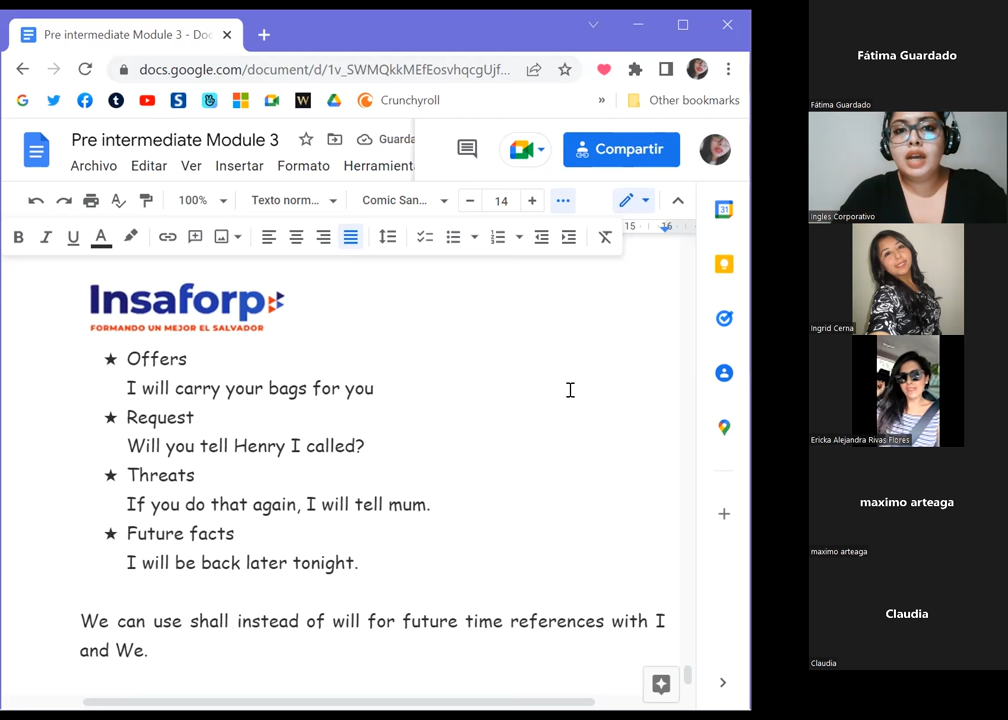 Pre intermediate Module 3 - Doc
docs.google.com/document/d/1v_SWMQkkMEfEosvhqcgUjf...
Crunchyroll
»
Other bookmarks
Pre intermediate Module 3
Guarda
Archivo Editar Ver Insertar Formato Herramient
Compartir
100% Texto norm... Comic San... 14
15 16
31
Insaforp
FORMANDO UN MEJOR EL SALVADOR
★ Offers
I will carry your bags for you
★ Request
Will you tell Henry I called?
★ Threats
If you do that again, I will tell mum.
★ Future facts
I will be back later tonight.
We can use shall instead of will for future time references with I
and We.
Fátima Guardado
Fátima Guardado
Ingles Corporativo
Ingrid Cerna
Ericka Alejandra Rivas Flores
maximo arteaga
maximo arteaga
Claudia
Claudia